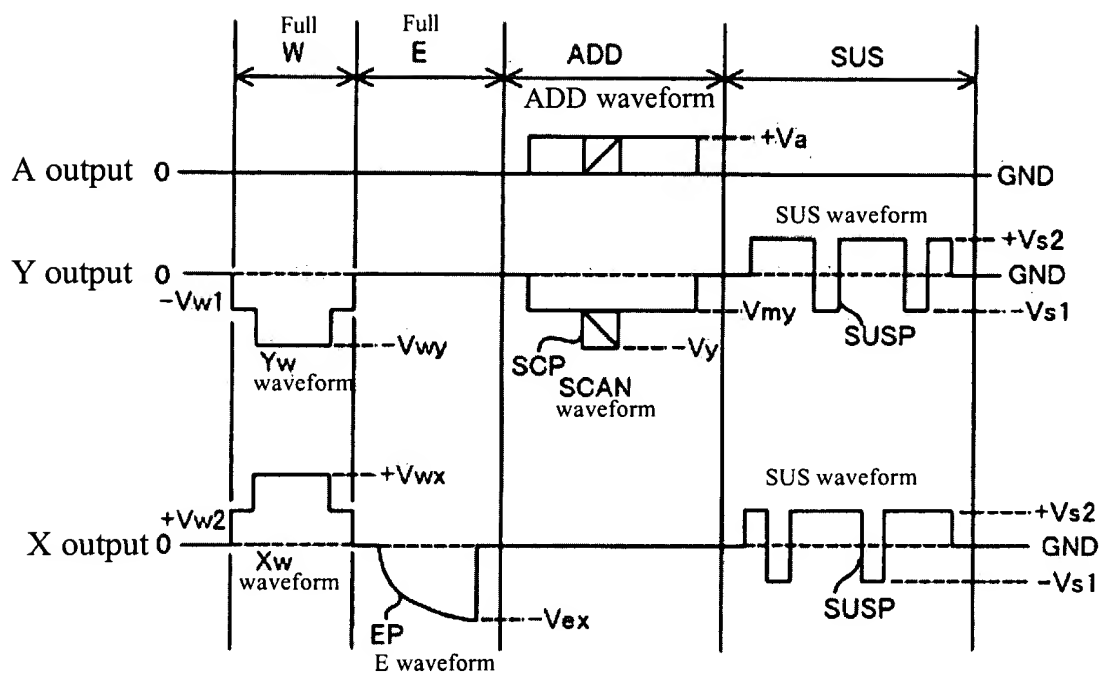 Full Full
W E ADD SUS
ADD waveform
+Va
A output 0 GND
SUS waveform
+Vs2
Y output 0 GND
-Vw1 Vmy -Vs1
SUSP
-Vwy SCP -Vy
Yw
waveform
SCAN
waveform
+Vwx
SUS waveform
+Vw2 +Vs2
X output 0 GND
Xw
waveform
-Vs1
SUSP
EP -Vex
E waveform